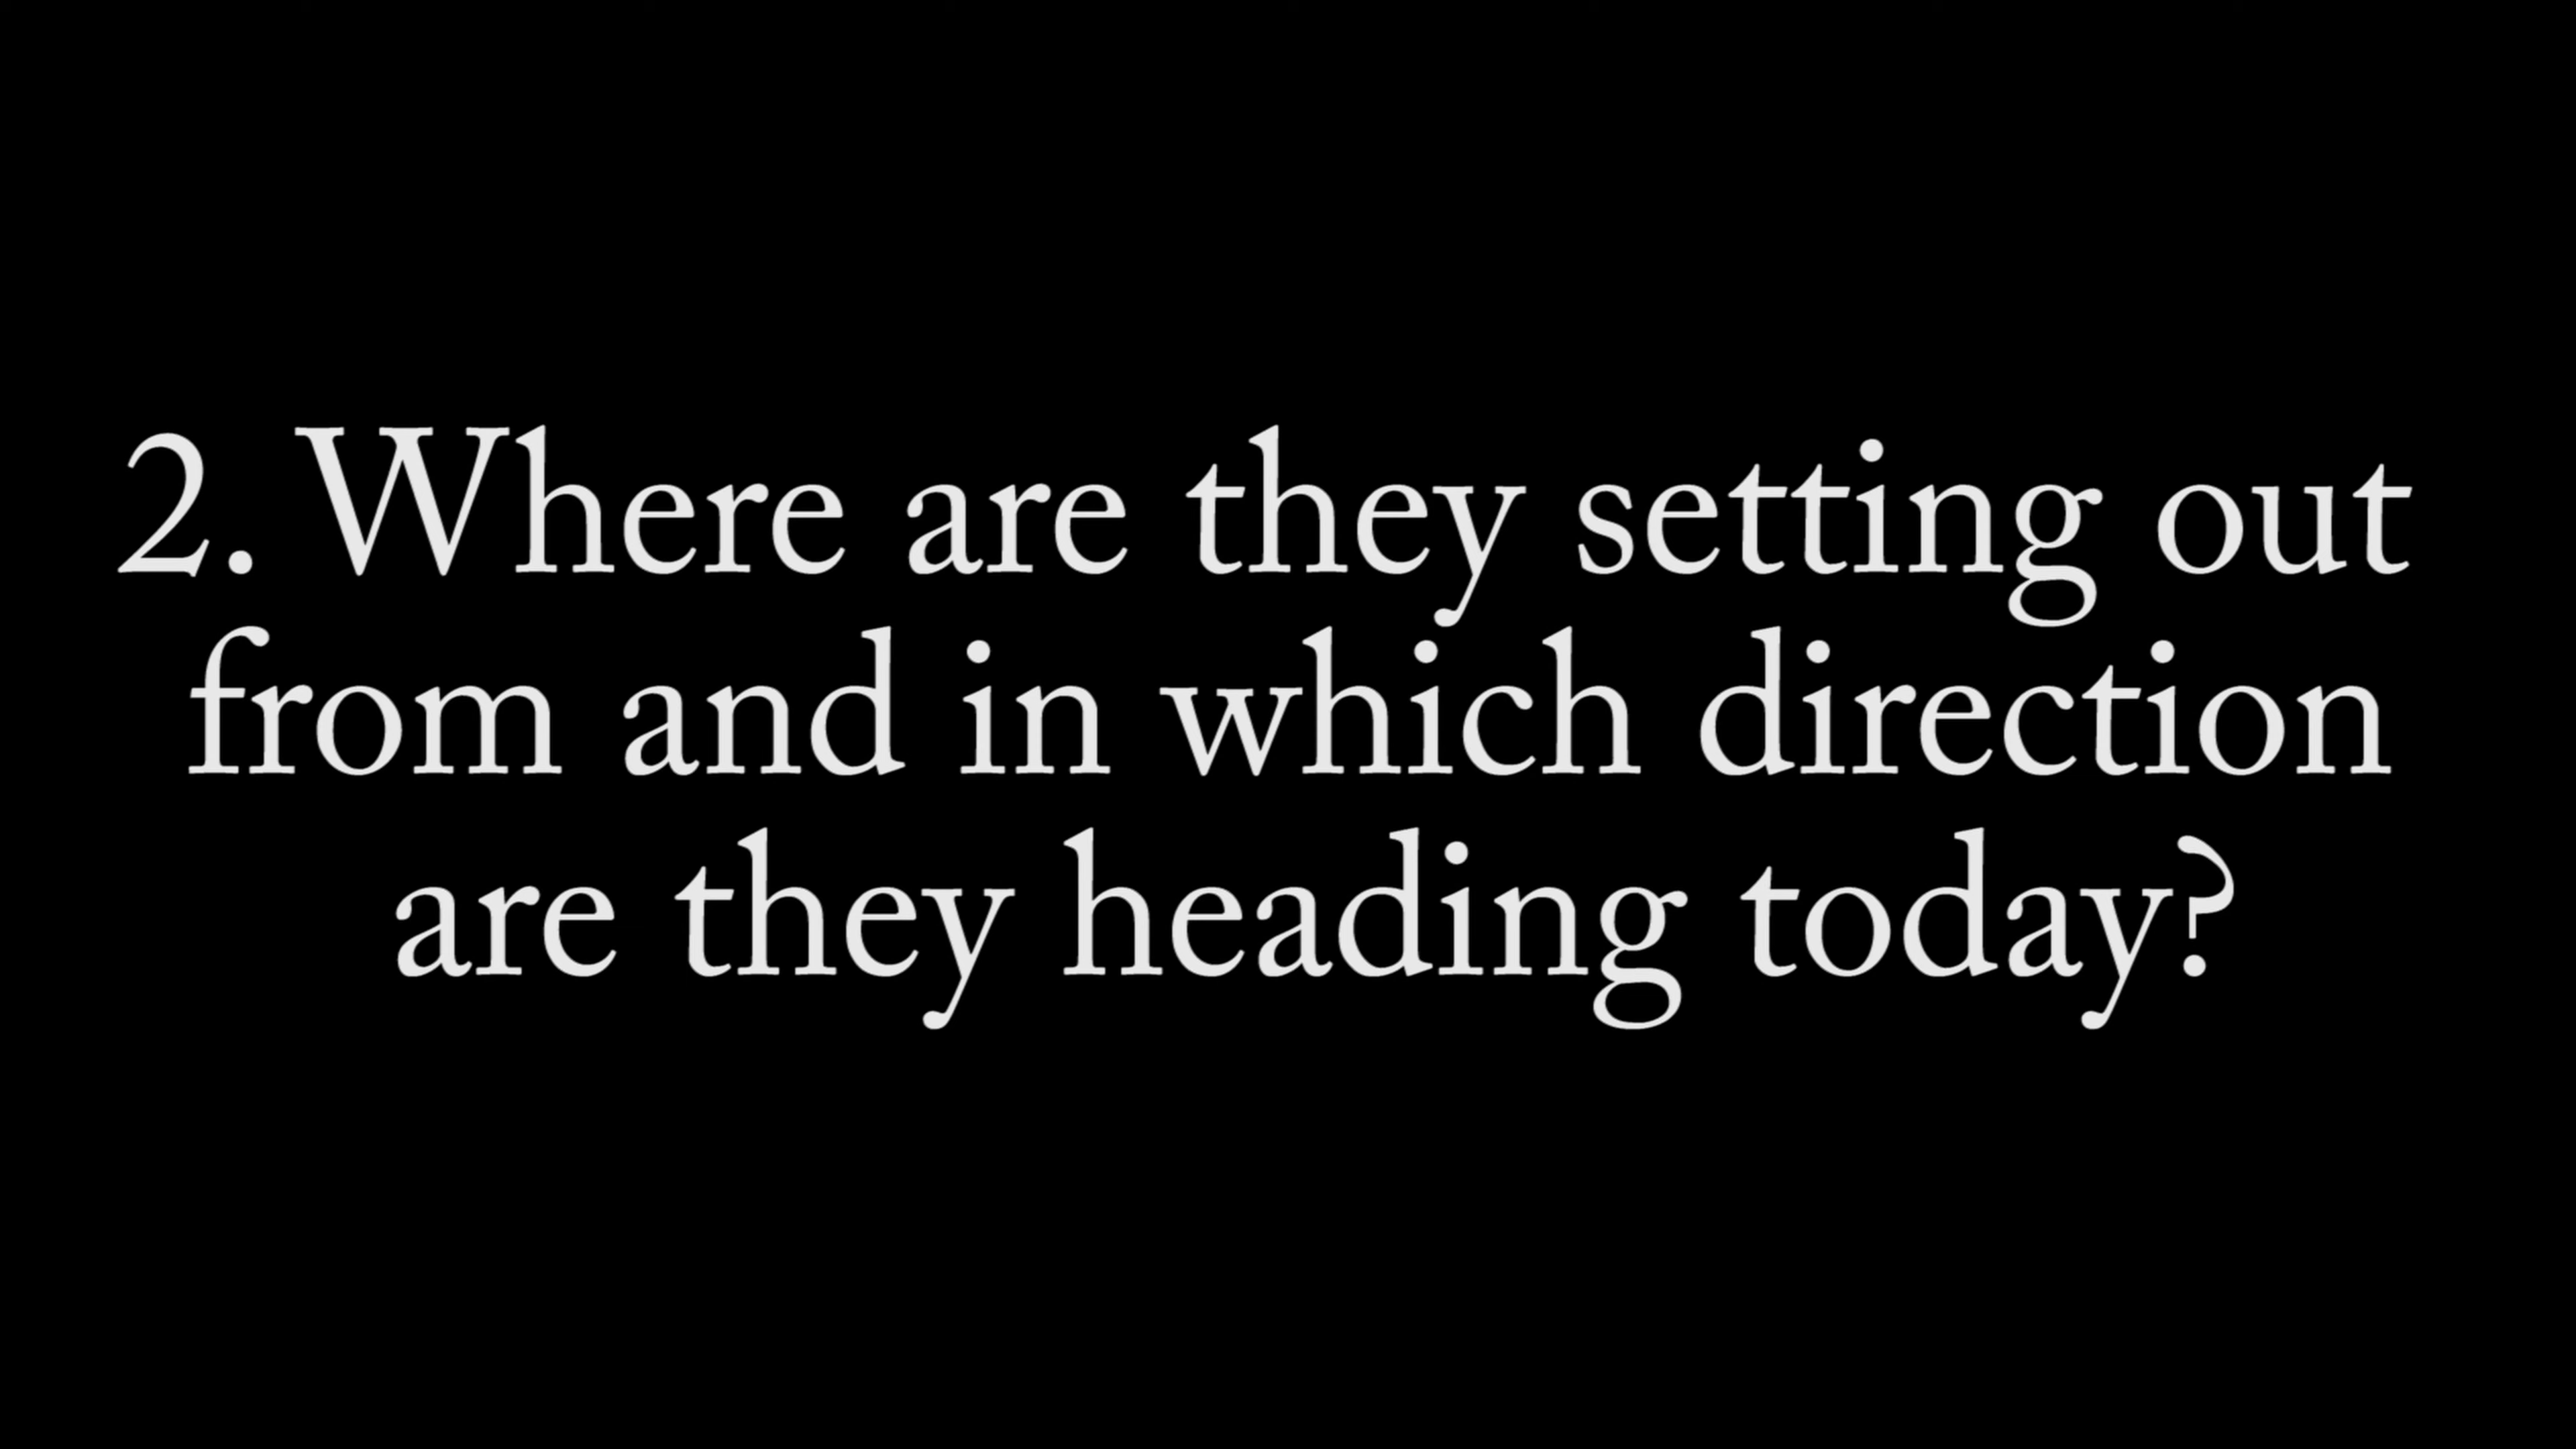 2. Where are they setting out
from and in which direction
are they heading today?